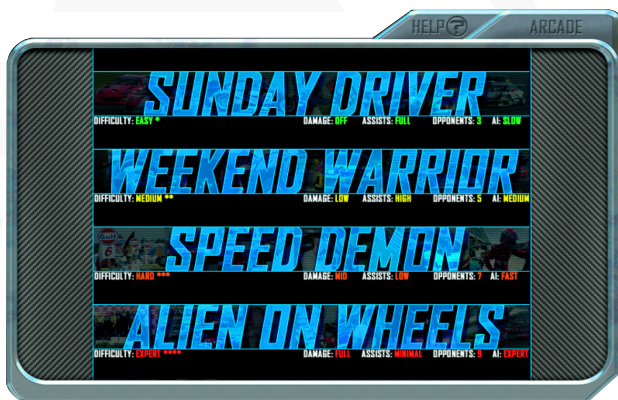 HELP? ARCADE
SUNDAY DRIVER
DIFFICULTY: EASY * DAMAGE: OFF ASSISTS: FULL OPPONENTS: 3 AI: SLOW
WEEKEND WARRIOR
DIFFICULTY: MEDIUM ** DAMAGE: LOW ASSISTS: HIGH OPPONENTS: 5 AI: MEDIUM
SPEED DEMON
DIFFICULTY: HARD *** DAMAGE: MID ASSISTS: LOW OPPONENTS: 7 AI: FAST
ALIEN ON WHEELS
DIFFICULTY: EXPERT **** DAMAGE: FULL ASSISTS: MINIMAL OPPONENTS: 9 AI: EXPERT